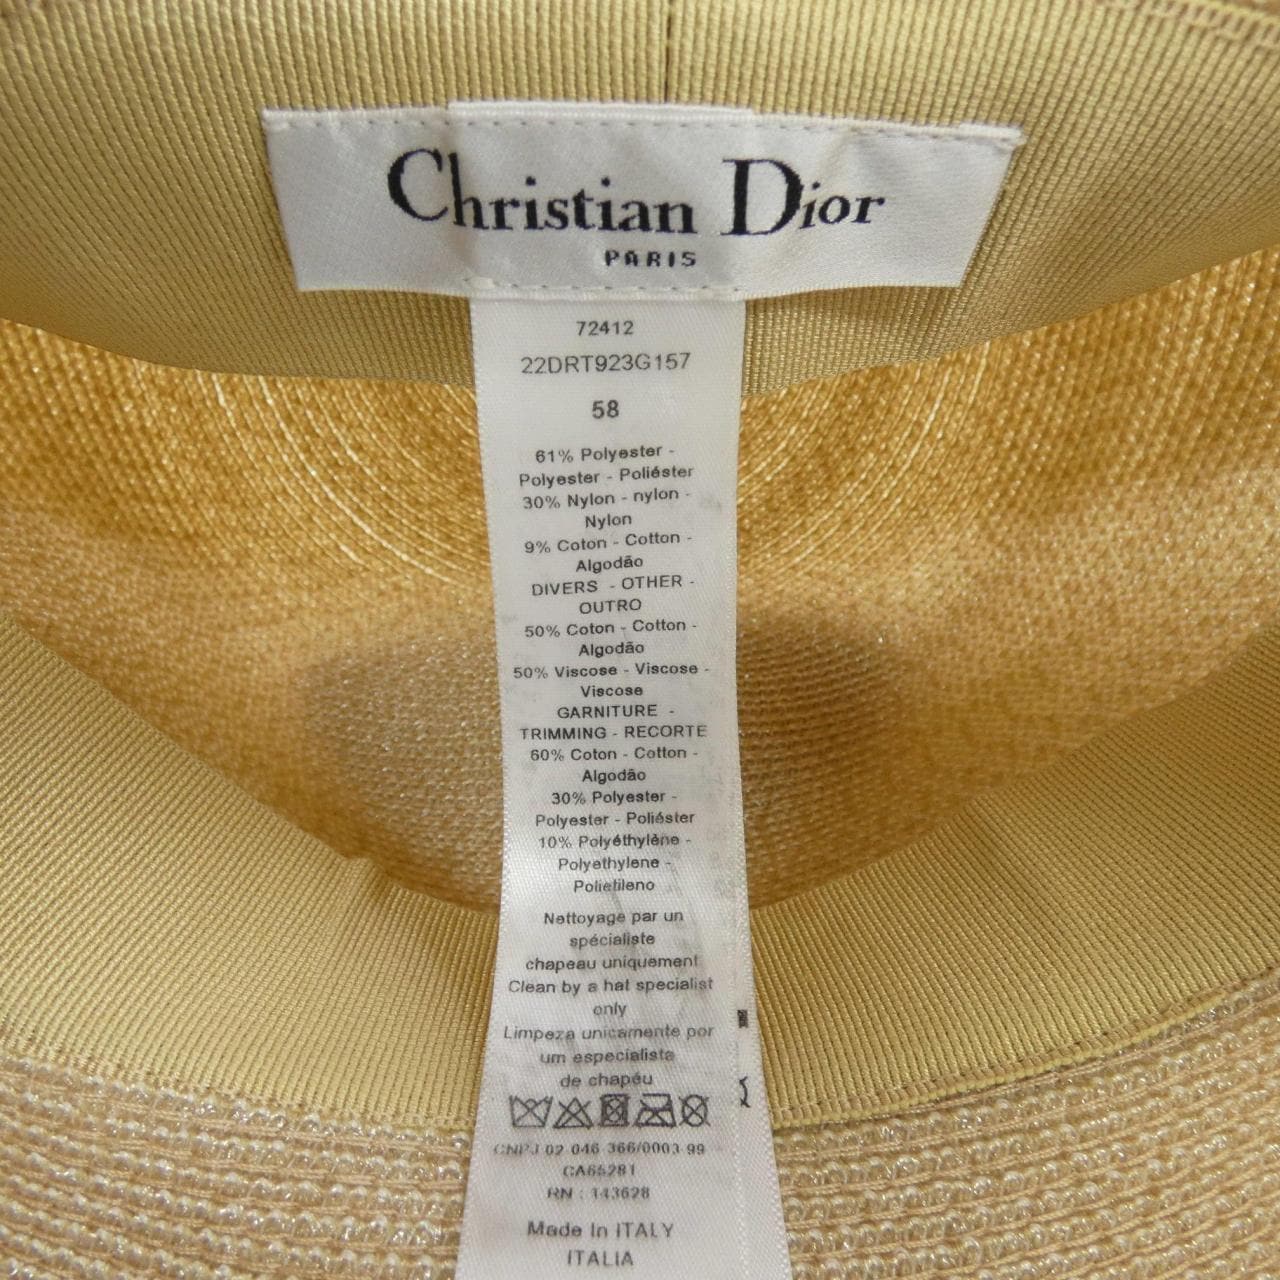 Christian Dior
PARIS
72412
22DRT923G157
58
61% Polyester -
Polyester - Poliéster
30% Nylon - nylon -
Nylon
9% Coton - Cotton -
Algodão
DIVERS - OTHER -
OUTRO
50% Coton - Cotton -
Algodão
50% Viscose - Viscose -
Viscose
GARNITURE -
TRIMMING - RECORTE
60% Coton - Cotton -
Algodão
30% Polyester -
Polyester - Poliéster
10% Polyéthylène -
Polyethylene -
Polietileno
Nettoyage par un
spécialiste
chapeau uniquement
Clean by a hat specialist
only
Limpeza unicamente por
um especialista
de chapéu
CNPJ 02 046 366/0003-99
CA65281
RN : 143628
Made In ITALY
ITALIA